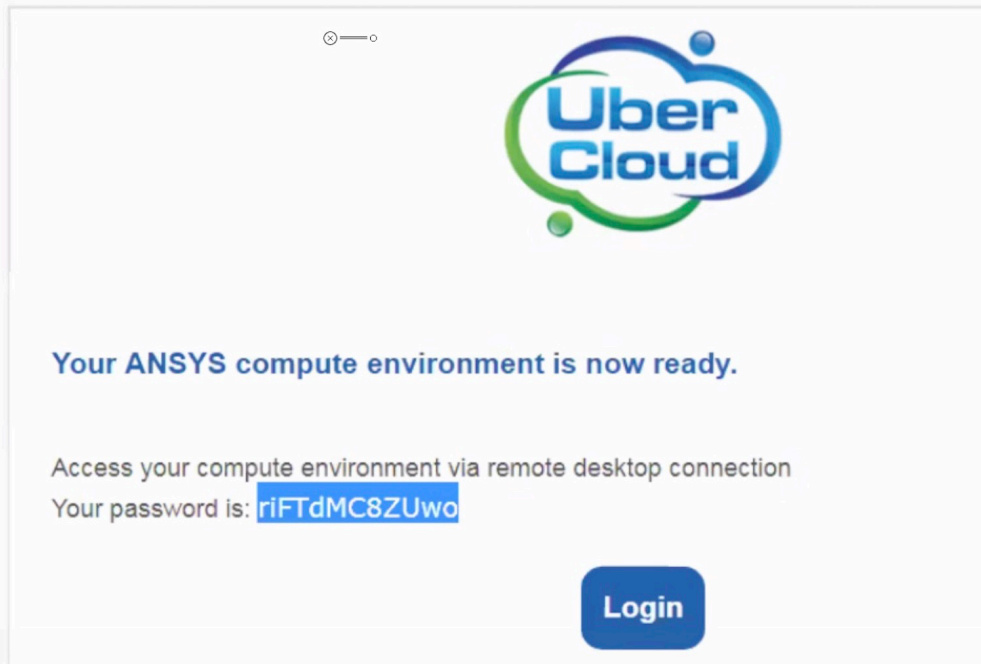 Uber
Cloud
Your ANSYS compute environment is now ready.
Access your compute environment via remote desktop connection
Your password is: riFTdMC8ZUwo
Login